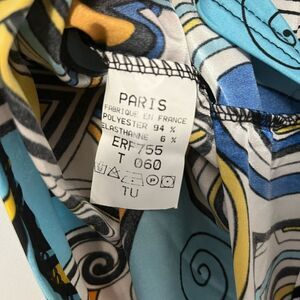 PARIS
FABRIQUE EN FRANCE
POLYESTER 94 %
ELASTHANNE 6 %
ERF755
T 060
TU